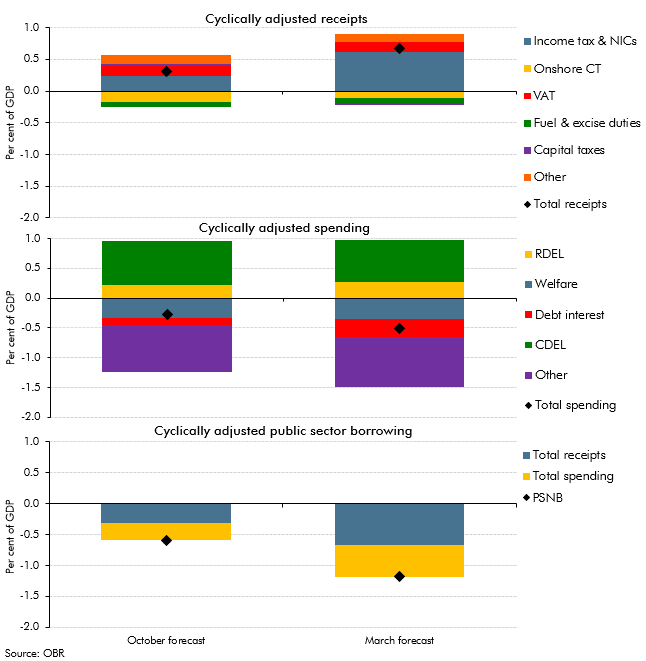 Cyclically adjusted receipts
Per cent of GDP
1.0
0.5
0.0
-0.5
-1.0
-1.5
-2.0
Income tax & NICs
Onshore CT
VAT
Fuel & excise duties
Capital taxes
Other
Total receipts
Cyclically adjusted spending
Per cent of GDP
1.0
0.5
0.0
-0.5
-1.0
-1.5
-2.0
RDEL
Welfare
Debt interest
CDEL
Other
Total spending
Cyclically adjusted public sector borrowing
Per cent of GDP
1.0
0.5
0.0
-0.5
-1.0
-1.5
-2.0
Total receipts
Total spending
PSNB
October forecast
March forecast
Source: OBR